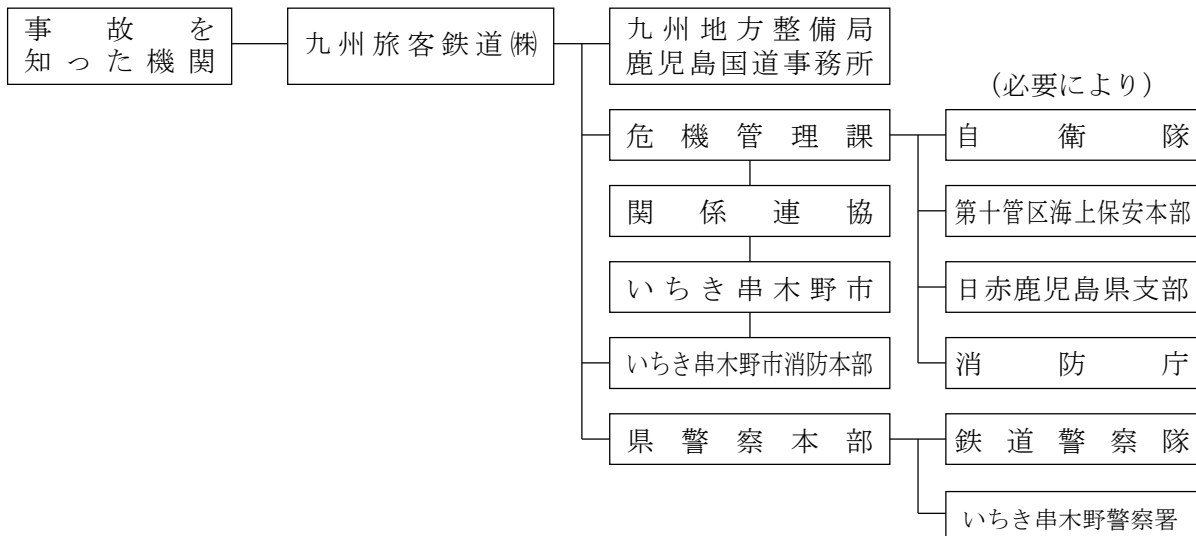 事故を
知った機関
九州旅客鉄道㈱
九州地方整備局
鹿児島国道事務所
(必要により)
危機管理課
自衛隊
関係連協
第十管区海上保安本部
いちき串木野市
日赤鹿児島県支部
いちき串木野市消防本部
消防庁
県警察本部
鉄道警察隊
いちき串木野警察署